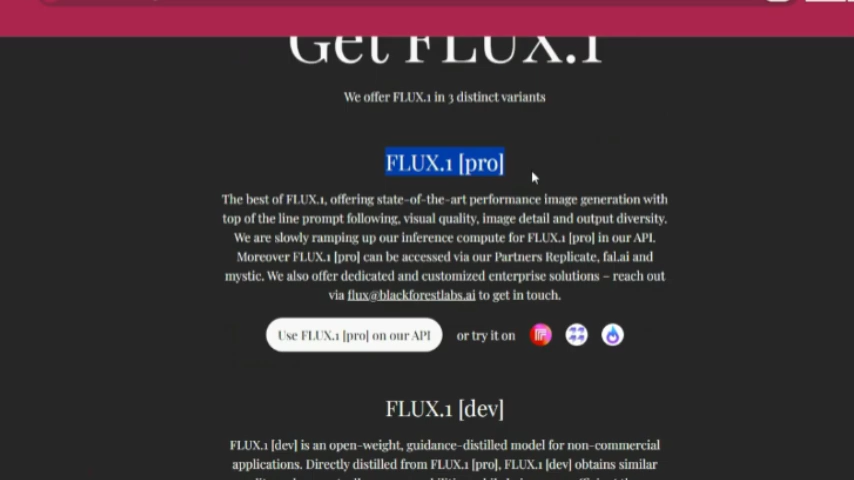 Get FLUX.1
We offer FLUX.1 in 3 distinct variants
FLUX.1 [pro]
The best of FLUX.1, offering state-of-the-art performance image generation with
top of the line prompt following, visual quality, image detail and output diversity.
We are slowly ramping up our inference compute for FLUX.1 [pro] in our API.
Moreover FLUX.1 [pro] can be accessed via our Partners Replicate, fal.ai and
mystic. We also offer dedicated and customized enterprise solutions – reach out
via flux@blackforestlabs.ai to get in touch.
Use FLUX.1 [pro] on our API or try it on
FLUX.1 [dev]
FLUX.1 [dev] is an open-weight, guidance-distilled model for non-commercial
applications. Directly distilled from FLUX.1 [pro], FLUX.1 [dev] obtains similar